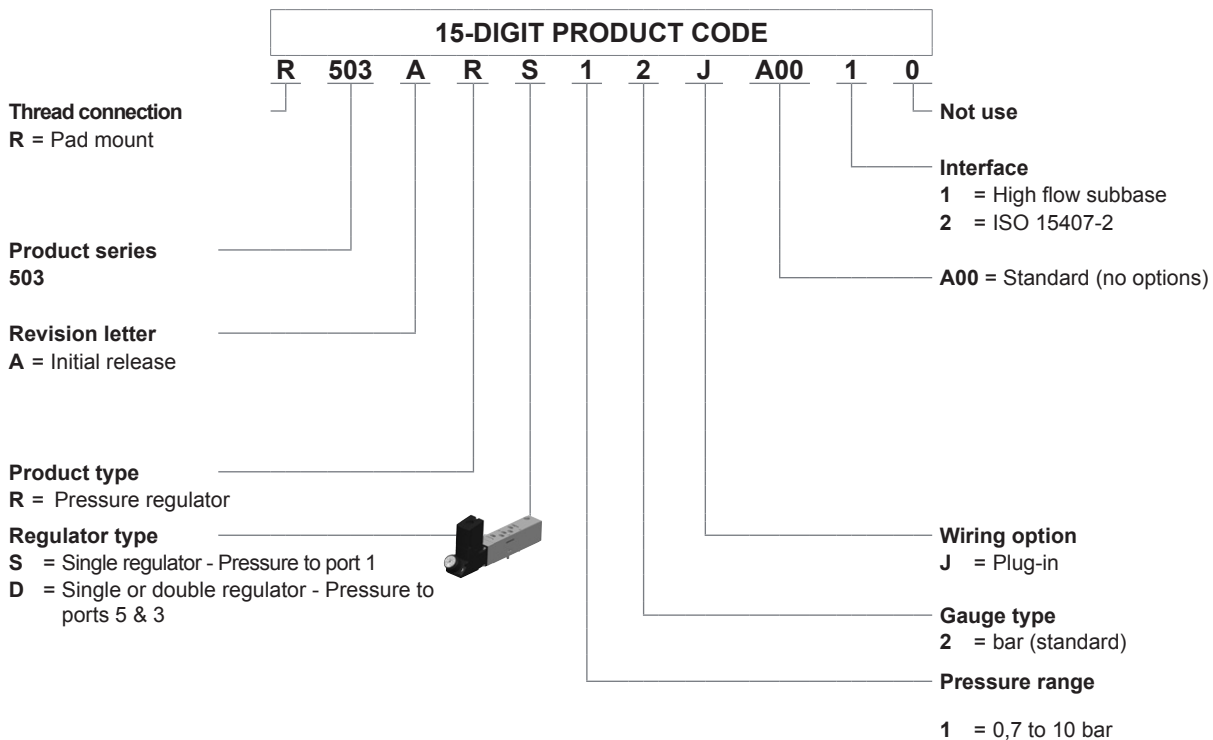 15-DIGIT PRODUCT CODE
R 503 A R S 1 2 J A00 1 0
Thread connection
R = Pad mount
Product series
503
Revision letter
A = Initial release
Product type
R = Pressure regulator
Regulator type
S = Single regulator - Pressure to port 1
D = Single or double regulator - Pressure to
ports 5 & 3
Not use
Interface
1 = High flow subbase
2 = ISO 15407-2
A00 = Standard (no options)
Wiring option
J = Plug-in
Gauge type
2 = bar (standard)
Pressure range
1 = 0,7 to 10 bar